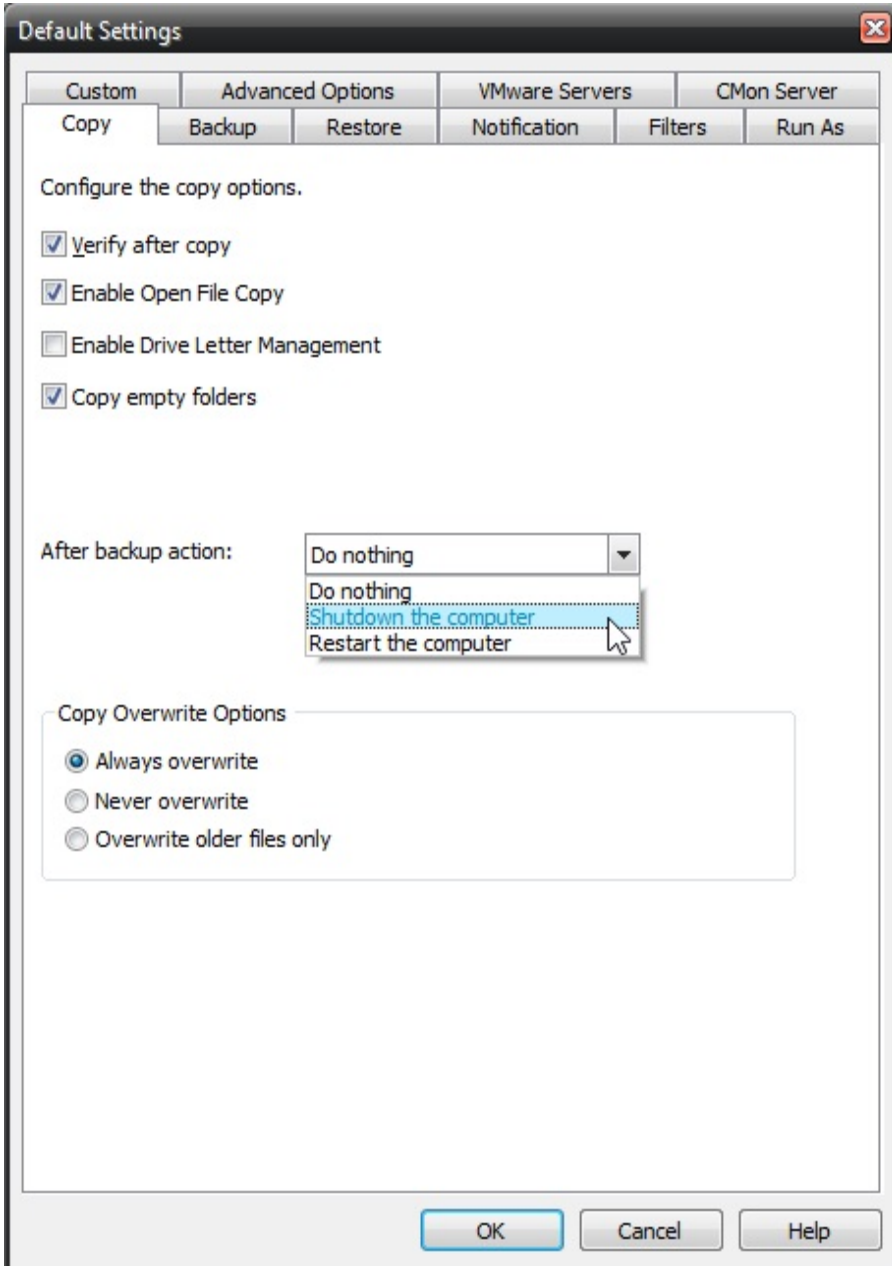 Default Settings
Custom Advanced Options VMware Servers CMon Server
Copy Backup Restore Notification Filters Run As
Configure the copy options.
Verify after copy
Enable Open File Copy
Enable Drive Letter Management
Copy empty folders
After backup action: Do nothing
Do nothing
Shutdown the computer
Restart the computer
Copy Overwrite Options
Always overwrite
Never overwrite
Overwrite older files only
OK Cancel Help